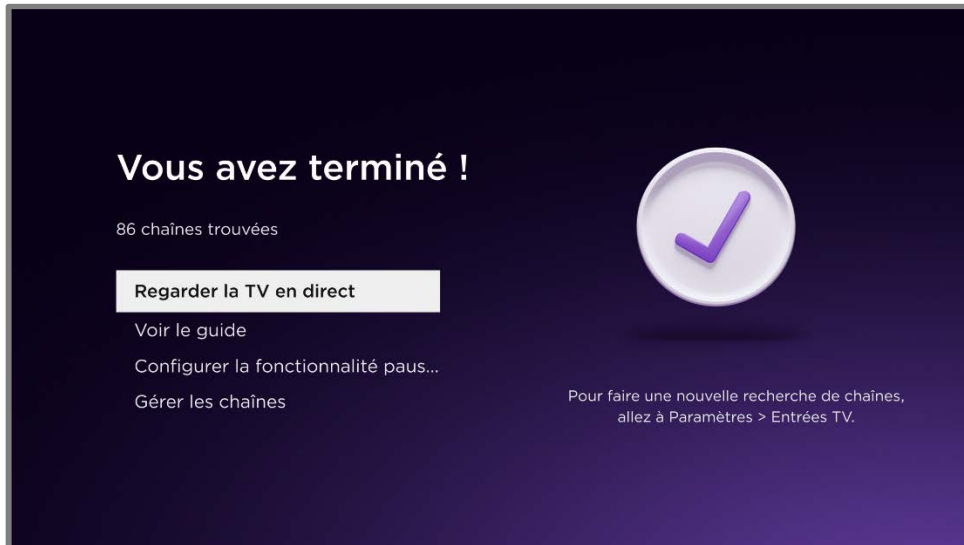 Vous avez terminé !
86 chaînes trouvées
Regarder la TV en direct
Voir le guide
Configurer la fonctionnalité paus...
Gérer les chaînes
Pour faire une nouvelle recherche de chaînes,
allez à Paramètres > Entrées TV.